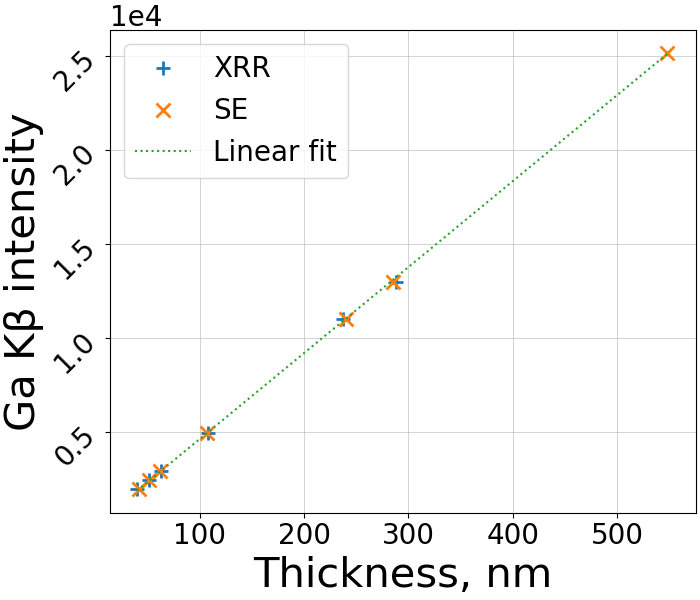 1e4
XRR
SE
Linear fit
Ga Kβ intensity
2.5
2.0
1.5
1.0
0.5
100 200 300 400 500
Thickness, nm